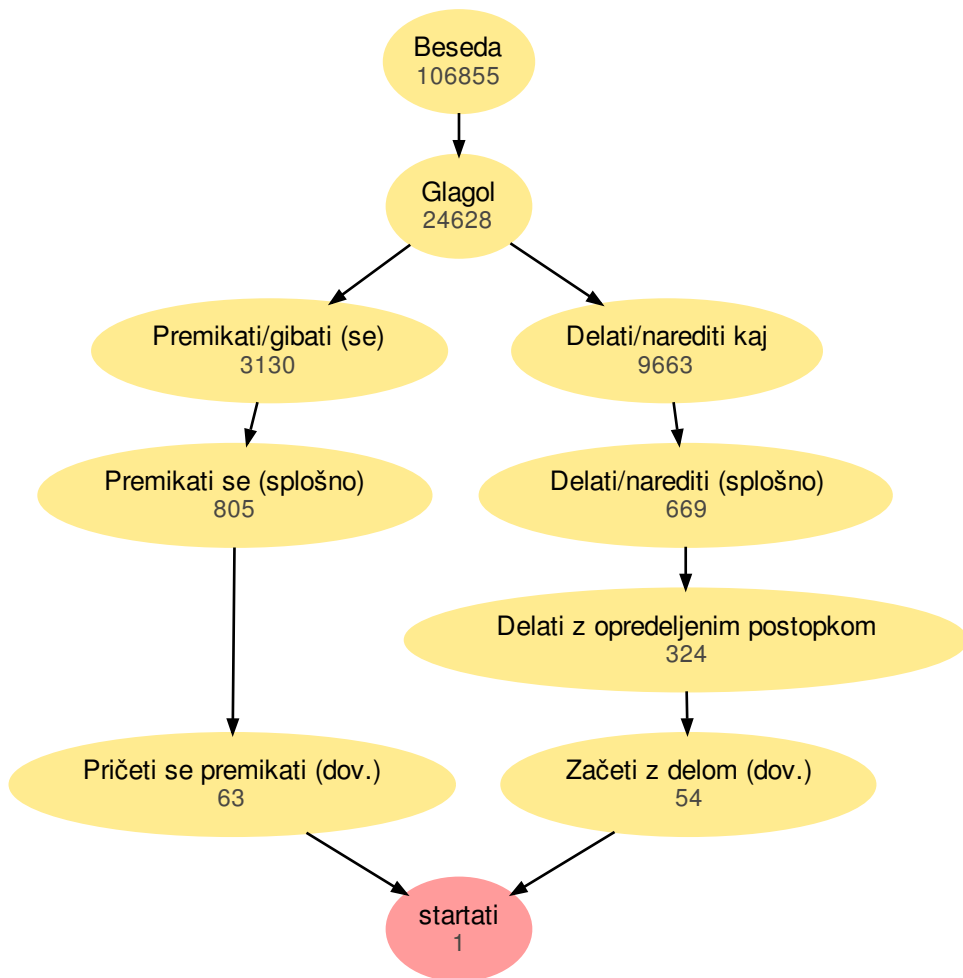 Beseda
106855
Glagol
24628
Premikati/gibati (se)
3130
Delati/narediti kaj
9663
Premikati se (splošno)
805
Delati/narediti (splošno)
669
Delati z opredeljenim postopkom
324
Pričeti se premikati (dov.)
63
Začeti z delom (dov.)
54
startati
1